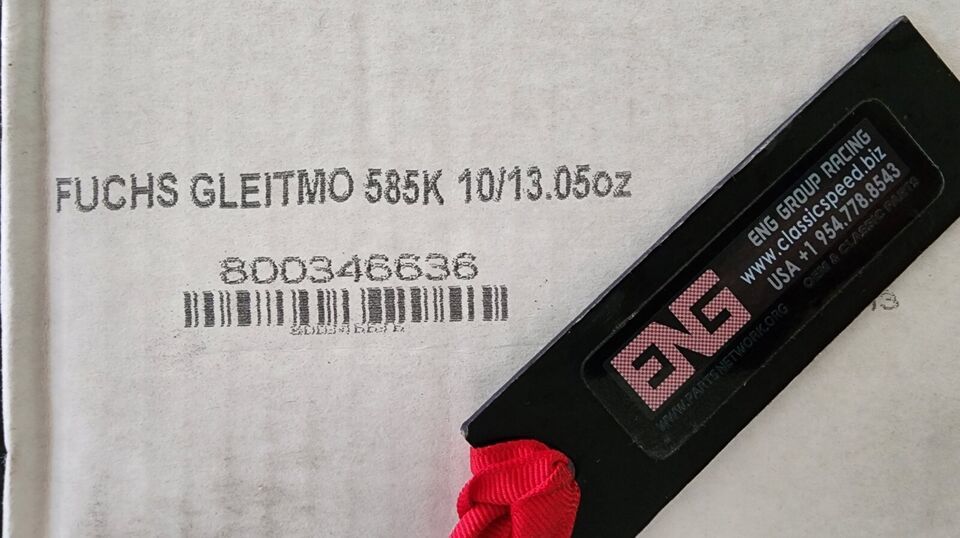 FUCHS GLEITMO 585K 10/13.05oz
800346636
800346636
ENG GROUP RACING
www.classicspeed.biz
USA +1 954.778.8543
OEM & CLASSIC PARTS
ENG
WWW.PARTSNETWORK.ORG